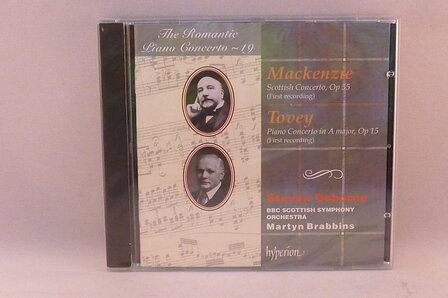 The Romantic
Piano Concerto ~19
Mackenzie
Scottish Concerto, Op 55
(First recording)
Tovey
Piano Concerto in A major, Op 15
(First recording)
Steven Osborne
BBC SCOTTISH SYMPHONY
ORCHESTRA
Martyn Brabbins
hyperion